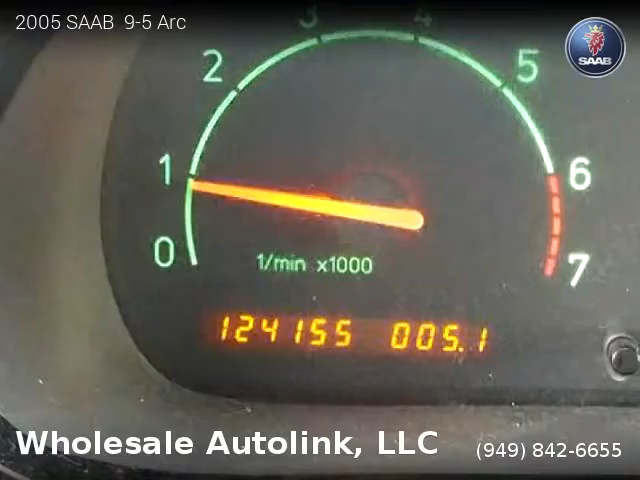 2005 SAAB 9-5 Arc
SAAB
3
4
2
5
1
6
0
7
1/min x1000
124155 005.1
Wholesale Autolink, LLC
(949) 842-6655